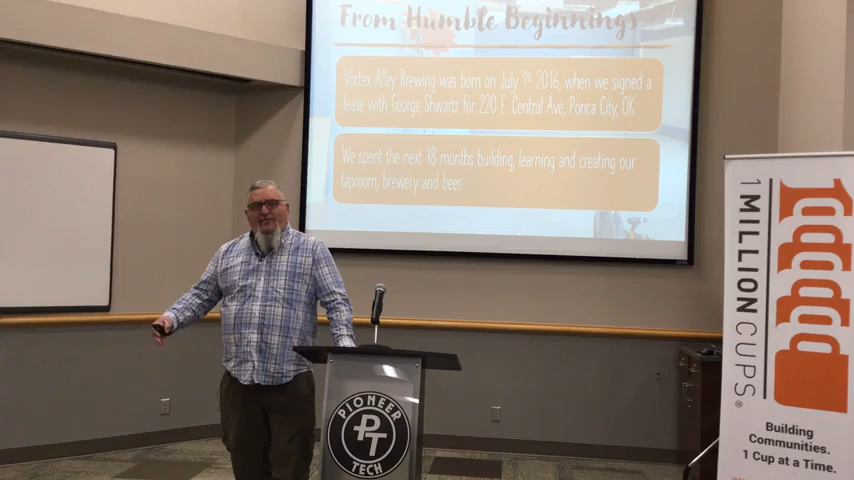 From Humble Beginnings
Vortex Alley Brewing was born on July 1st 2016, when we signed a
lease with George Shwartz for 220 E. Central Ave, Ponca City, OK.
We spent the next 18 months building, learning and creating our
taproom, brewery and beer.
PIONEER
PT
TECH
1 MILLION CUPS®
Building
Communities.
1 Cup at a Time.